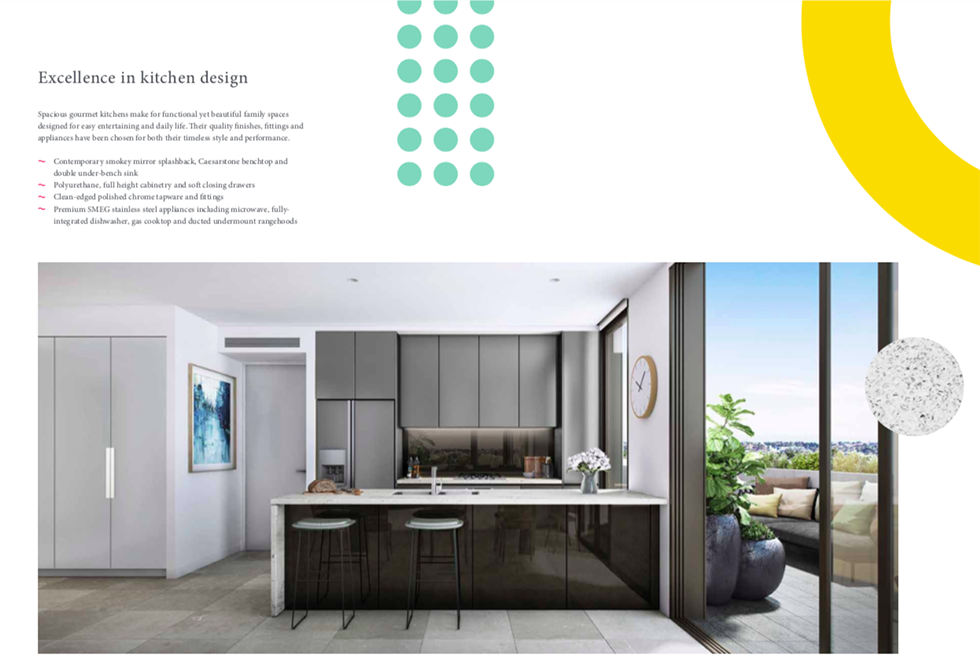 Excellence in kitchen design
Spacious gourmet kitchens make for functional yet beautiful family spaces
designed for easy entertaining and daily life. Their quality finishes, fittings and
appliances have been chosen for both their timeless style and performance.
~ Contemporary smokey mirror splashback, Caesarstone benchtop and
double under-bench sink
~ Polyurethane, full height cabinetry and soft closing drawers
~ Clean-edged polished chrome tapware and fittings
~ Premium SMEG stainless steel appliances including microwave, fully-
integrated dishwasher, gas cooktop and ducted undermount rangehoods